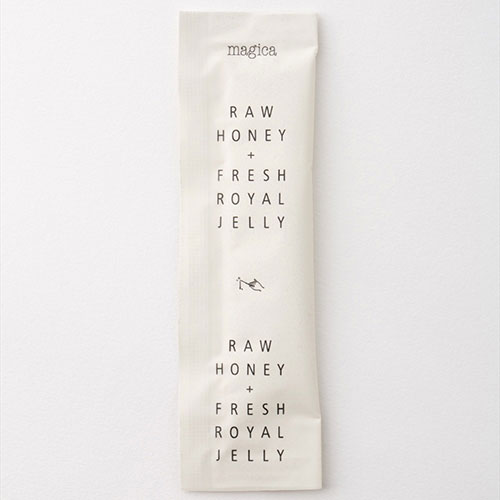 magica
RAW
HONEY
+
FRESH
ROYAL
JELLY
RAW
HONEY
+
FRESH
ROYAL
JELLY